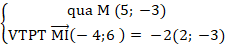 qua M (5; −3)
VTPT MI⃗(−4;6 ) = −2(2; −3)